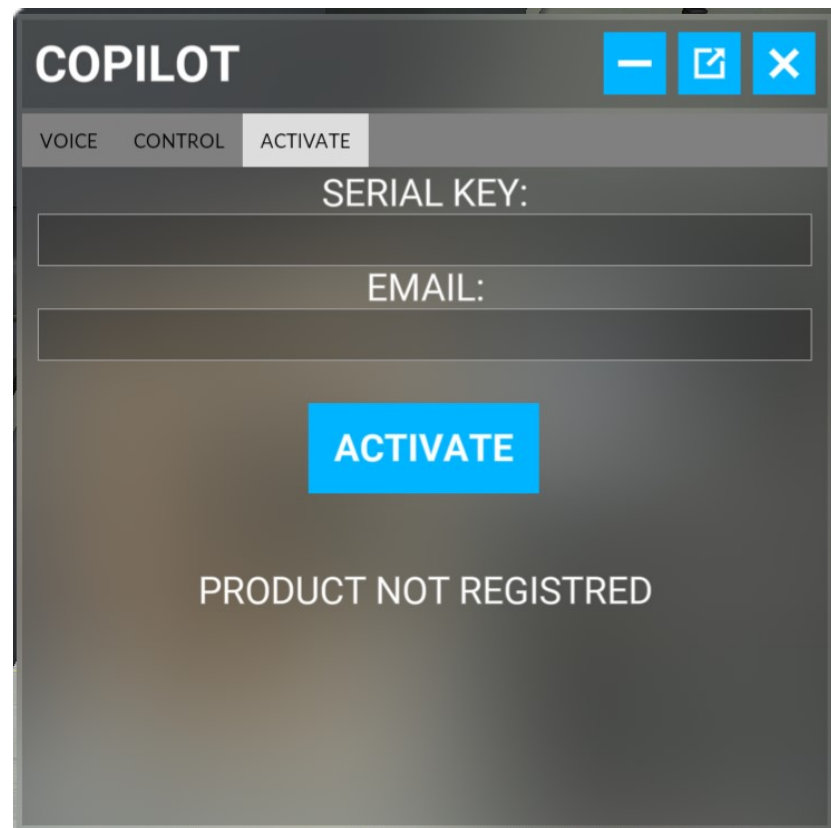 COPILOT
VOICE CONTROL ACTIVATE
SERIAL KEY:
EMAIL:
ACTIVATE
PRODUCT NOT REGISTRED